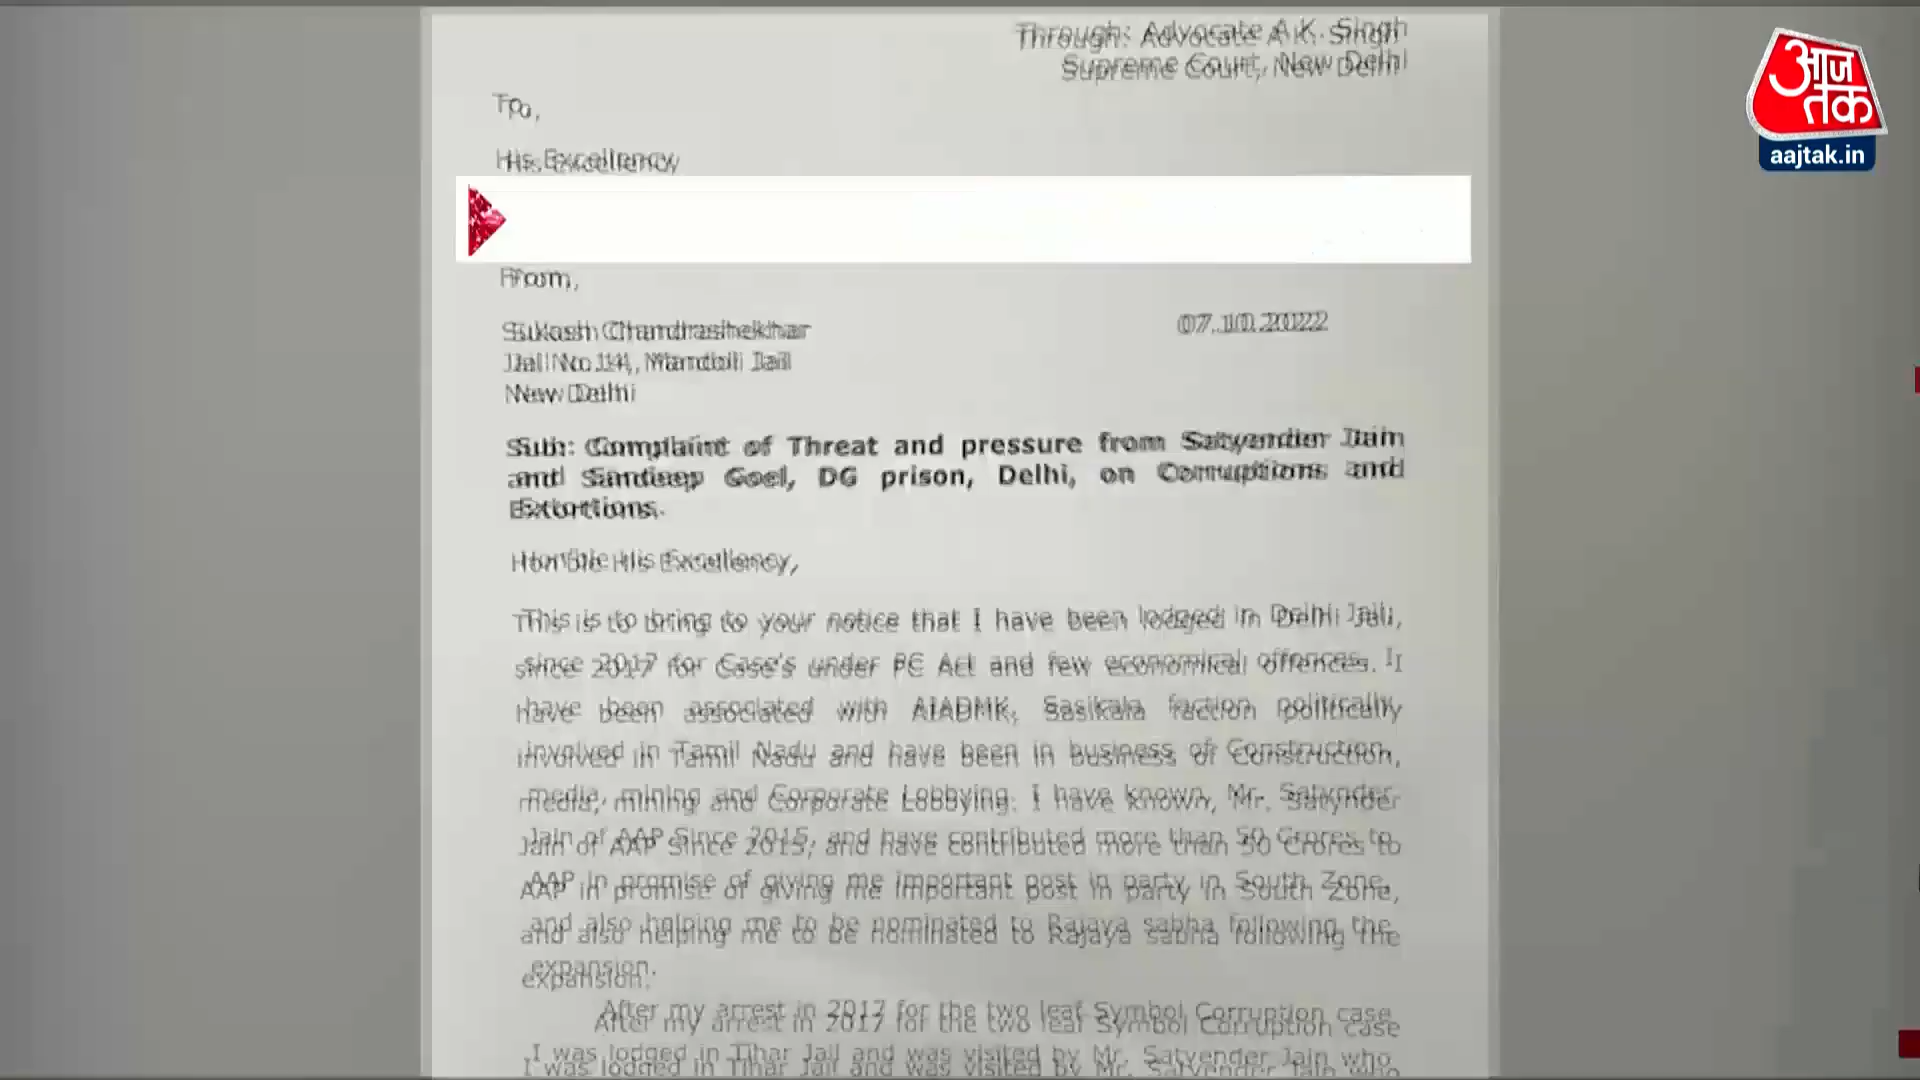 Through: Advocate A.K. Singh
Supreme Court, New Delhi
To,
His Excellency
From,
Sukash Chandrashekhar
07.10.2022
Jail No.14, Mandoli Jail
New Delhi
Sub: Complaint of Threat and pressure from Satyender Jain
and Sandeep Goel, DG prison, Delhi, on Corruptions and
Extortions.
Hon'ble His Excellency,
This is to bring to your notice that I have been lodged in Delhi Jail,
since 2017 for Case's under PC Act and few economical offences. I
have been associated with AIADMK, Sasikala faction politically
involved in Tamil Nadu and have been in business of Construction,
media, mining and Corporate Lobbying. I have known, Mr. Satynder
Jain of AAP Since 2015, and have contributed more than 50 Crores to
AAP in promise of giving me important post in party in South Zone,
and also helping me to be nominated to Rajaya sabha following the
expansion.
After my arrest in 2017 for the two leaf Symbol Corruption case
I was lodged in Tihar Jail and was visited by Mr. Satyender Jain who
आज
तक
aajtak.in